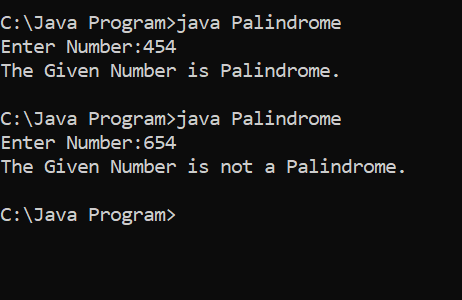 C:\Java Program>java Palindrome
Enter Number:454
The Given Number is Palindrome.
C:\Java Program>java Palindrome
Enter Number:654
The Given Number is not a Palindrome.
C:\Java Program>